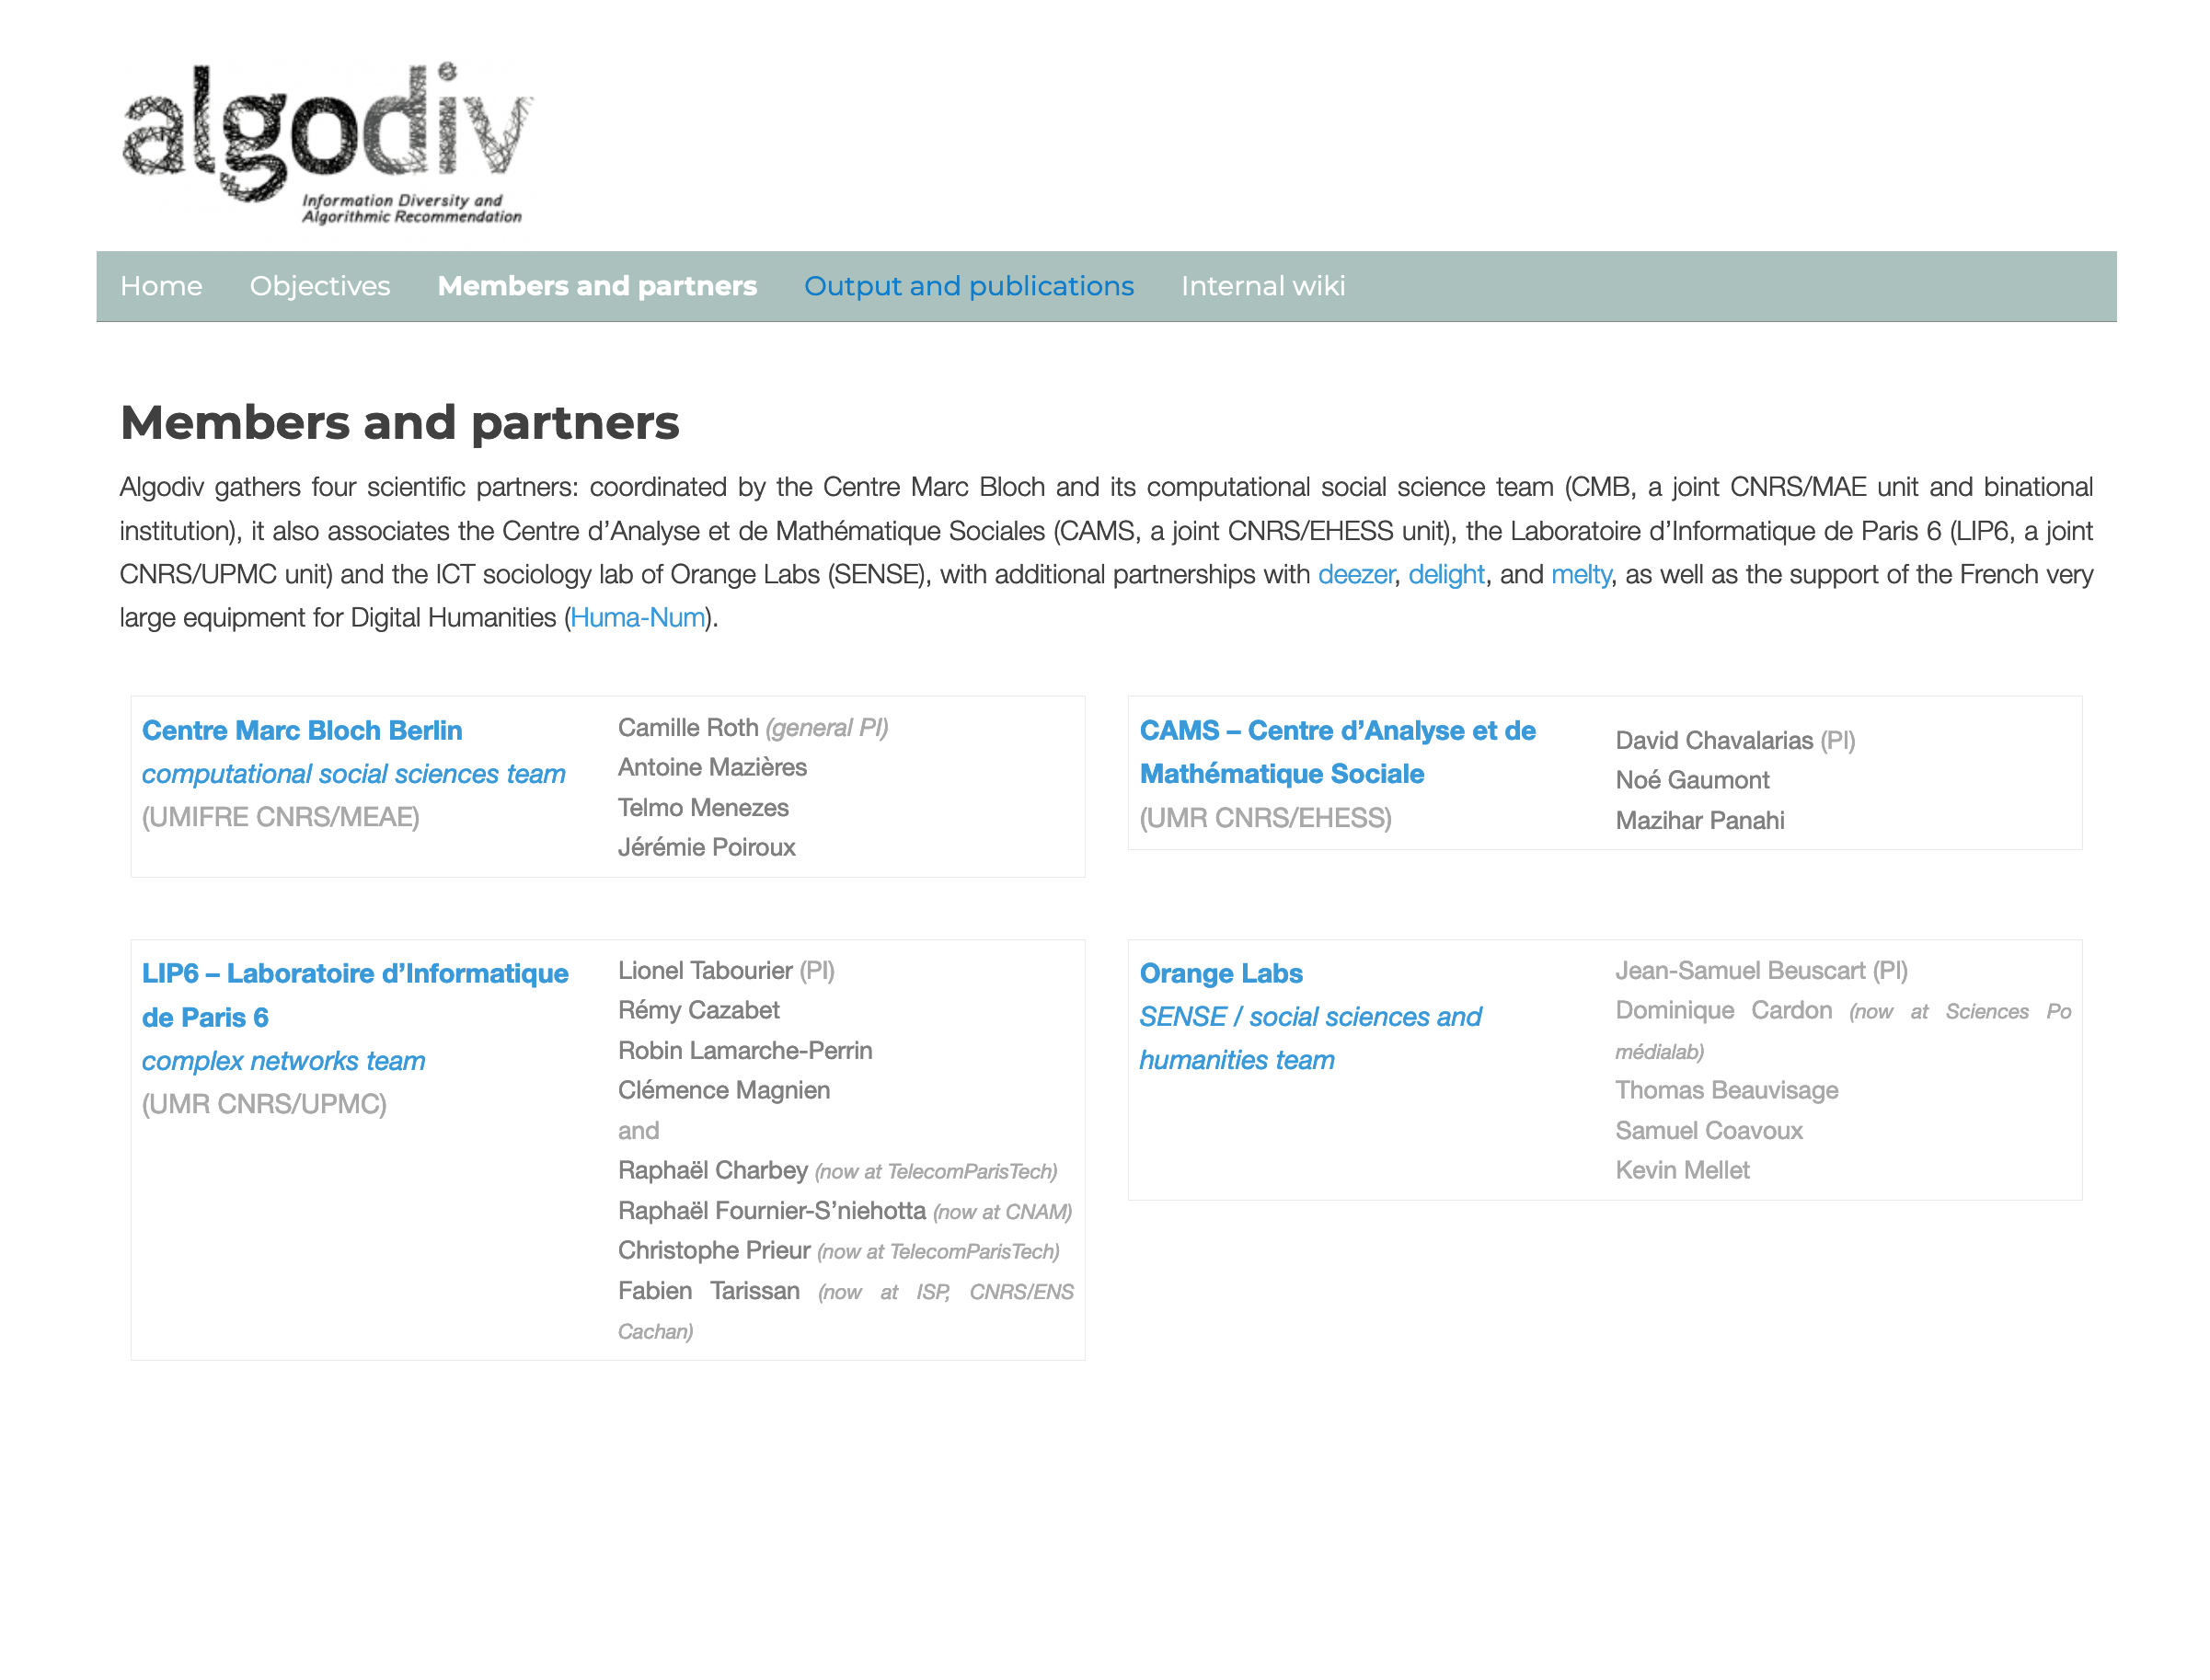 algodiv
Information Diversity and
Algorithmic Recommendation
Home Objectives Members and partners Output and publications Internal wiki
Members and partners
Algodiv gathers four scientific partners: coordinated by the Centre Marc Bloch and its computational social science team (CMB, a joint CNRS/MAE unit and binational
institution), it also associates the Centre d’Analyse et de Mathématique Sociales (CAMS, a joint CNRS/EHESS unit), the Laboratoire d’Informatique de Paris 6 (LIP6, a joint
CNRS/UPMC unit) and the ICT sociology lab of Orange Labs (SENSE), with additional partnerships with deezer, delight, and melty, as well as the support of the French very
large equipment for Digital Humanities (Huma-Num).
Centre Marc Bloch Berlin
computational social sciences team
(UMIFRE CNRS/MEAE)
Camille Roth (general PI)
Antoine Mazières
Telmo Menezes
Jérémie Poiroux
CAMS – Centre d’Analyse et de
Mathématique Sociale
(UMR CNRS/EHESS)
David Chavalarias (PI)
Noé Gaumont
Mazihar Panahi
LIP6 – Laboratoire d’Informatique
de Paris 6
complex networks team
(UMR CNRS/UPMC)
Lionel Tabourier (PI)
Rémy Cazabet
Robin Lamarche-Perrin
Clémence Magnien
and
Raphaël Charbey (now at TelecomParisTech)
Raphaël Fournier-S’niehotta (now at CNAM)
Christophe Prieur (now at TelecomParisTech)
Fabien Tarissan (now at ISP, CNRS/ENS
Cachan)
Orange Labs
SENSE / social sciences and
humanities team
Jean-Samuel Beuscart (PI)
Dominique Cardon (now at Sciences Po
médialab)
Thomas Beauvisage
Samuel Coavoux
Kevin Mellet